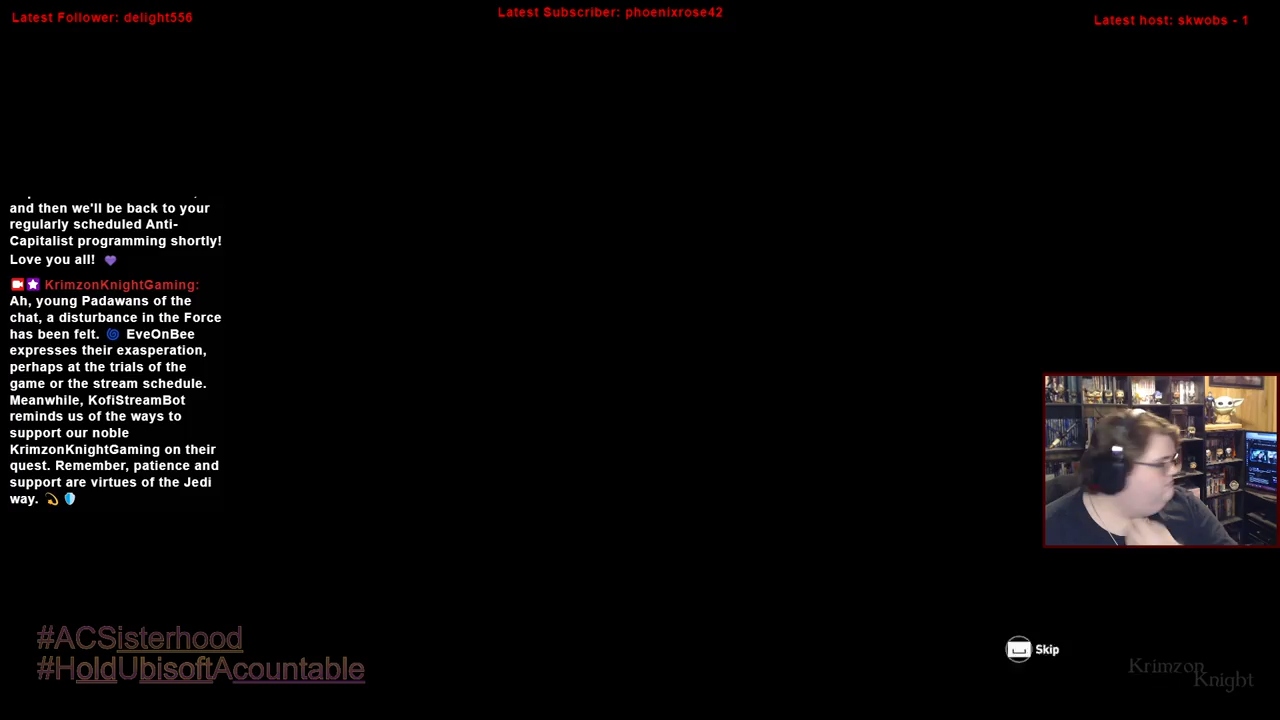 Latest Follower: delight556
Latest Subscriber: phoenixrose42
Latest host: skwobs - 1
and then we'll be back to your
regularly scheduled Anti-
Capitalist programming shortly!
Love you all! 💜
KrimzonKnightGaming:
Ah, young Padawans of the
chat, a disturbance in the Force
has been felt. 🌀 EveOnBee
expresses their exasperation,
perhaps at the trials of the
game or the stream schedule.
Meanwhile, KofiStreamBot
reminds us of the ways to
support our noble
KrimzonKnightGaming on their
quest. Remember, patience and
support are virtues of the Jedi
way. 💫 🛡️
#ACSisterhood
#HoldUbisoftAcountable
Skip
Krimzon
Knight